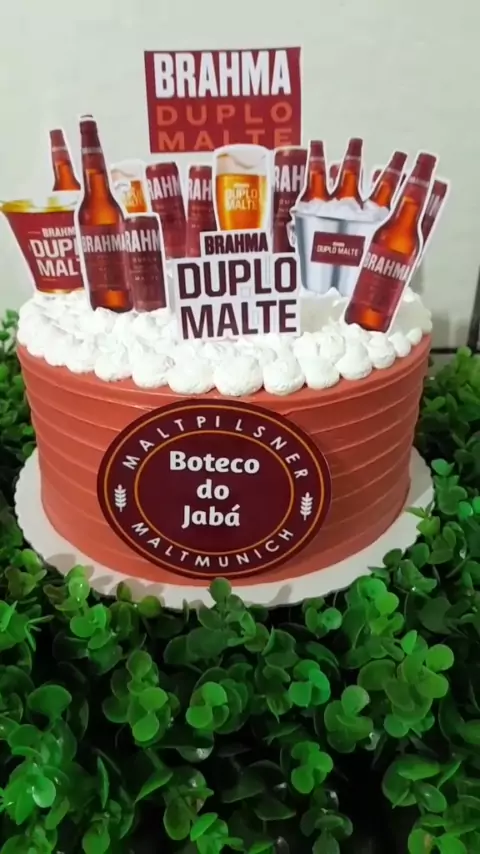 BRAHMA
DUPLO
MALTE
BRAHMA
DUPLO
MALTE
BRAHMA
DUPLO MALTE
BRAHMA
BRAHMA
DUPLO
MALTE
MALTPILSNER
Boteco
do
Jabá
MALTMUNICH